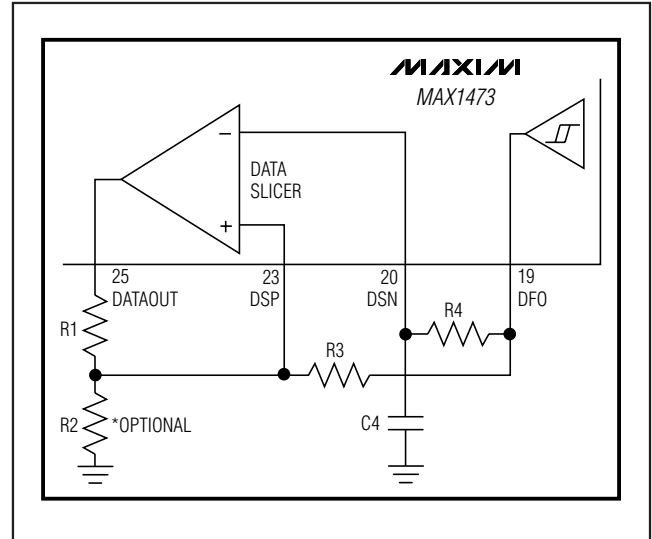 MAXIM
MAX1473
−
DATA
SLICER
+
25
DATAOUT
23
DSP
20
DSN
19
DFO
R1
R3
R4
R2 *OPTIONAL
C4